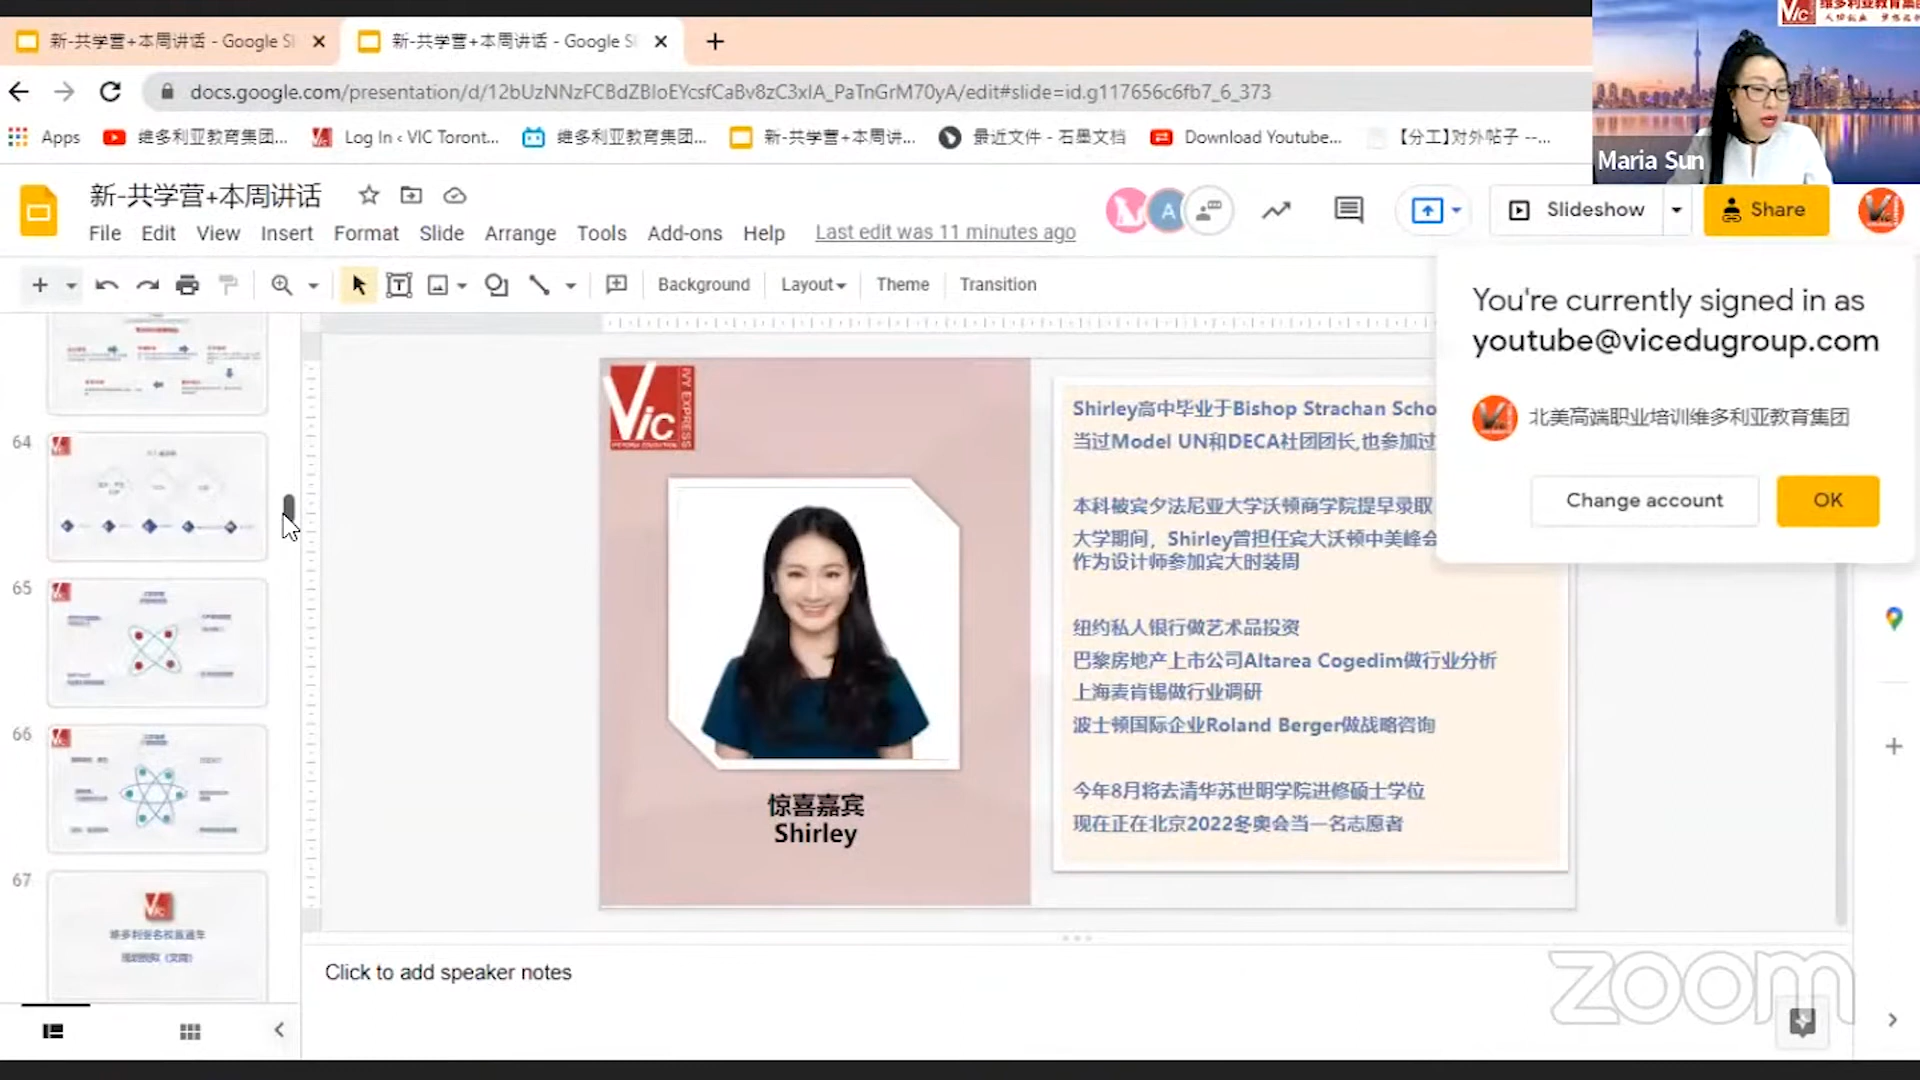 新-共学营+本周讲话 - Google Sl
新-共学营+本周讲话 - Google Sl
维多利亚教育集团
docs.google.com/presentation/d/12bUzNNzFCBdZBIoEYcsfCaBv8zC3xIA_PaTnGrM70yA/edit#slide=id.g117656c6fb7_6_373
Apps
维多利亚教育集团...
Log In ‹ VIC Toront...
维多利亚教育集团...
新-共学营+本周讲...
最近文件 - 石墨文档
Download Youtube...
【分工】对外帖子 --...
Maria Sun
新-共学营+本周讲话
Slideshow
Share
File Edit View Insert Format Slide Arrange Tools Add-ons Help
Last edit was 11 minutes ago
Background
Layout
Theme
Transition
You're currently signed in as
youtube@vicedugroup.com
北美高端职业培训维多利亚教育集团
Change account
OK
64
65
66
67
Vic
IVY EXPRESS
VICTORIA EDUCATION
惊喜嘉宾
Shirley
Shirley高中毕业于Bishop Strachan Scho
当过Model UN和DECA社团团长,也参加过
本科被宾夕法尼亚大学沃顿商学院提早录取
大学期间，Shirley曾担任宾大沃顿中美峰会
作为设计师参加宾大时装周
纽约私人银行做艺术品投资
巴黎房地产上市公司Altarea Cogedim做行业分析
上海麦肯锡做行业调研
波士顿国际企业Roland Berger做战略咨询
今年8月将去清华苏世明学院进修硕士学位
现在正在北京2022冬奥会当一名志愿者
Click to add speaker notes
zoom